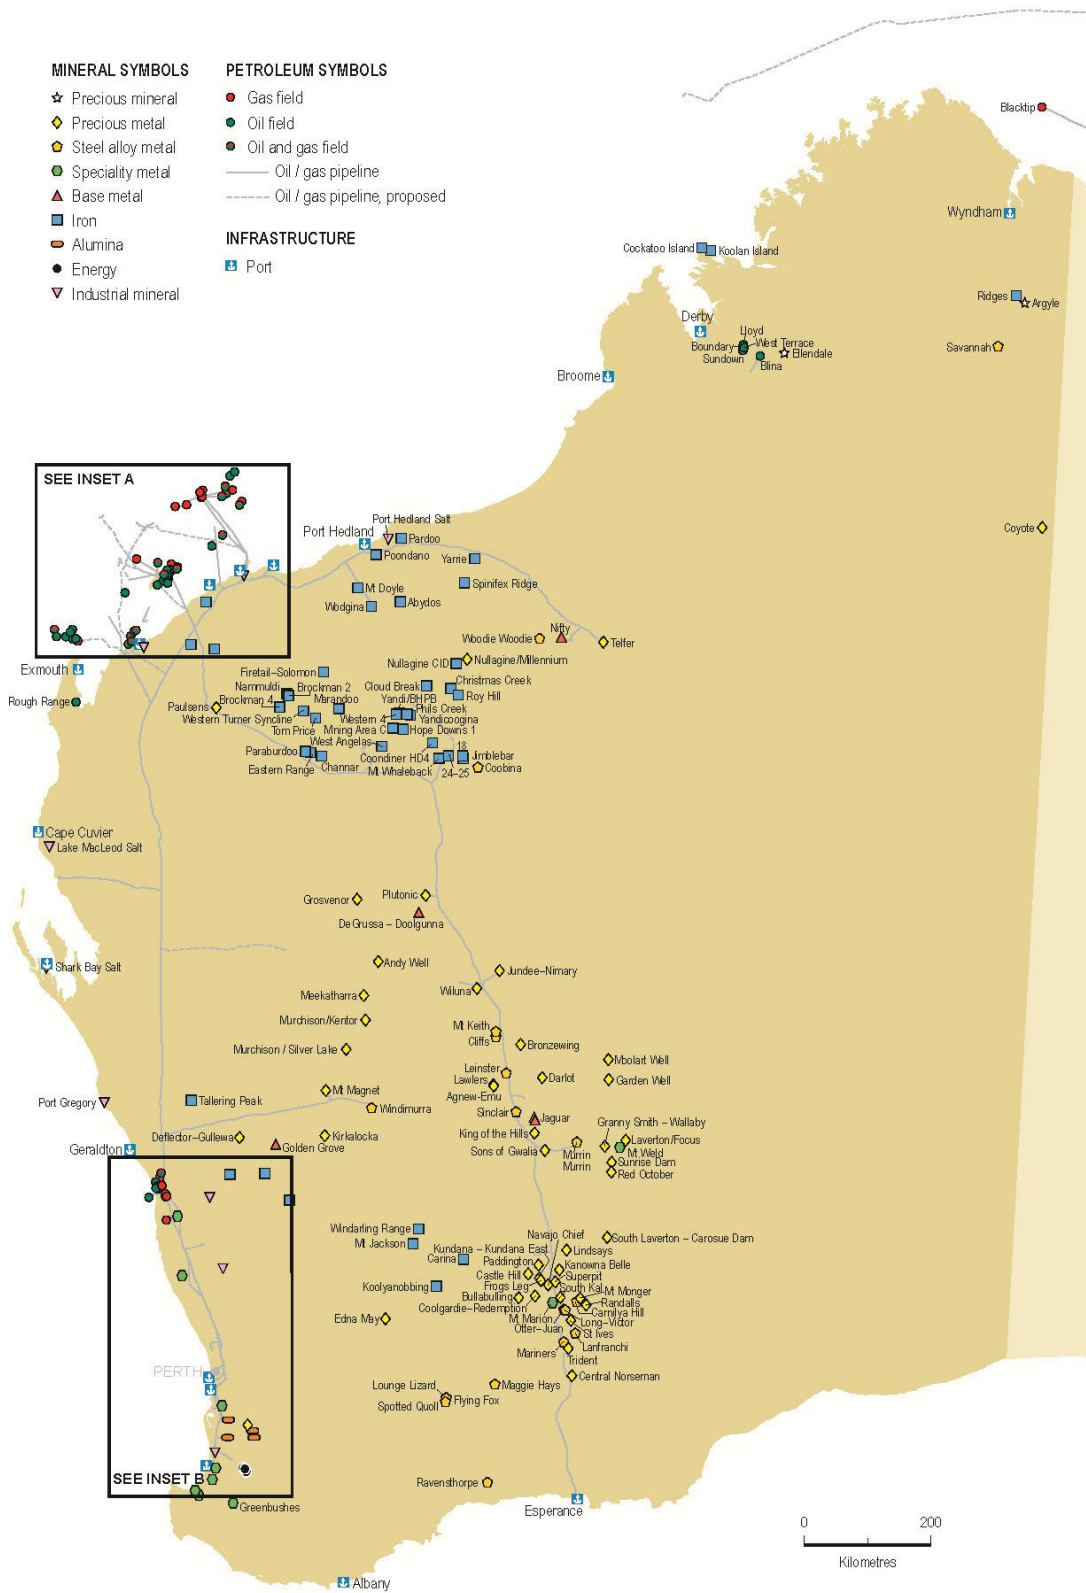 MINERAL SYMBOLS
Precious mineral
Precious metal
Steel alloy metal
Speciality metal
Base metal
Iron
Alumina
Energy
Industrial mineral
PETROLEUM SYMBOLS
Gas field
Oil field
Oil and gas field
Oil / gas pipeline
Oil / gas pipeline, proposed
INFRASTRUCTURE
Port
Blacktip
Wyndham
Cockatoo Island
Koolan Island
Ridges
Argyle
Derby
Lloyd
Boundary
West Terrace
Sundown
Ellendale
Blina
Savannah
Broome
SEE INSET A
Port Hedland Salt
Port Hedland
Pardoo
Coyote
Poondano
Yarrie
Mt Doyle
Spinifex Ridge
Wodgina
Abydos
Nifty
Woodie Woodie
Telfer
Exmouth
Nullagine CID
Nullagine/Millennium
Firetail–Solomon
Christmas Creek
Nammuldi
Brockman 2
Cloud Break
Roy Hill
Rough Range
Brockman 4
Marandoo
Yandi/BHPB
Paulsens
Phils Creek
Western Turner Syncline
Western 4
Yandicoogina
Tom Price
Mining Area C
Hope Downs 1
West Angelas
18
Paraburdoo
Coondiner HD4
Jimblebar
Eastern Range
Channar
Mt Whaleback
24–25
Coobina
Cape Cuvier
Lake MacLeod Salt
Grosvenor
Plutonic
De Grussa – Doolgunna
Andy Well
Shark Bay Salt
Jundee–Nimary
Wiluna
Meekatharra
Murchison/Kentor
Mt Keith
Cliffs
Bronzewing
Murchison / Silver Lake
Moolart Well
Leinster
Lawlers
Darlot
Garden Well
Mt Magnet
Agnew-Emu
Port Gregory
Tallering Peak
Windimurra
Sinclair
Jaguar
Granny Smith – Wallaby
Deflector–Gullewa
Kirkalocka
King of the Hills
Laverton/Focus
Geraldton
Golden Grove
Sons of Gwalia
Murrin
Murrin
Mt Weld
Sunrise Dam
Red October
SEE INSET B
Windarling Range
Navajo Chief
South Laverton – Carosue Dam
Mt Jackson
Kundana – Kundana East
Lindsays
Carina
Paddington
Kanowna Belle
Castle Hill
Superpit
Koolyanobbing
Frogs Leg
South Kal
Mt Monger
Bullabulling
Randalls
Coolgardie–Redemption
Carnilya Hill
Edna May
Mt Marion
Long–Victor
Otter–Juan
St Ives
Lanfranchi
Mariners
Trident
PERTH
Central Norseman
Lounge Lizard
Maggie Hays
Spotted Quoll
Flying Fox
Ravensthorpe
Greenbushes
Esperance
Albany
0
200
Kilometres